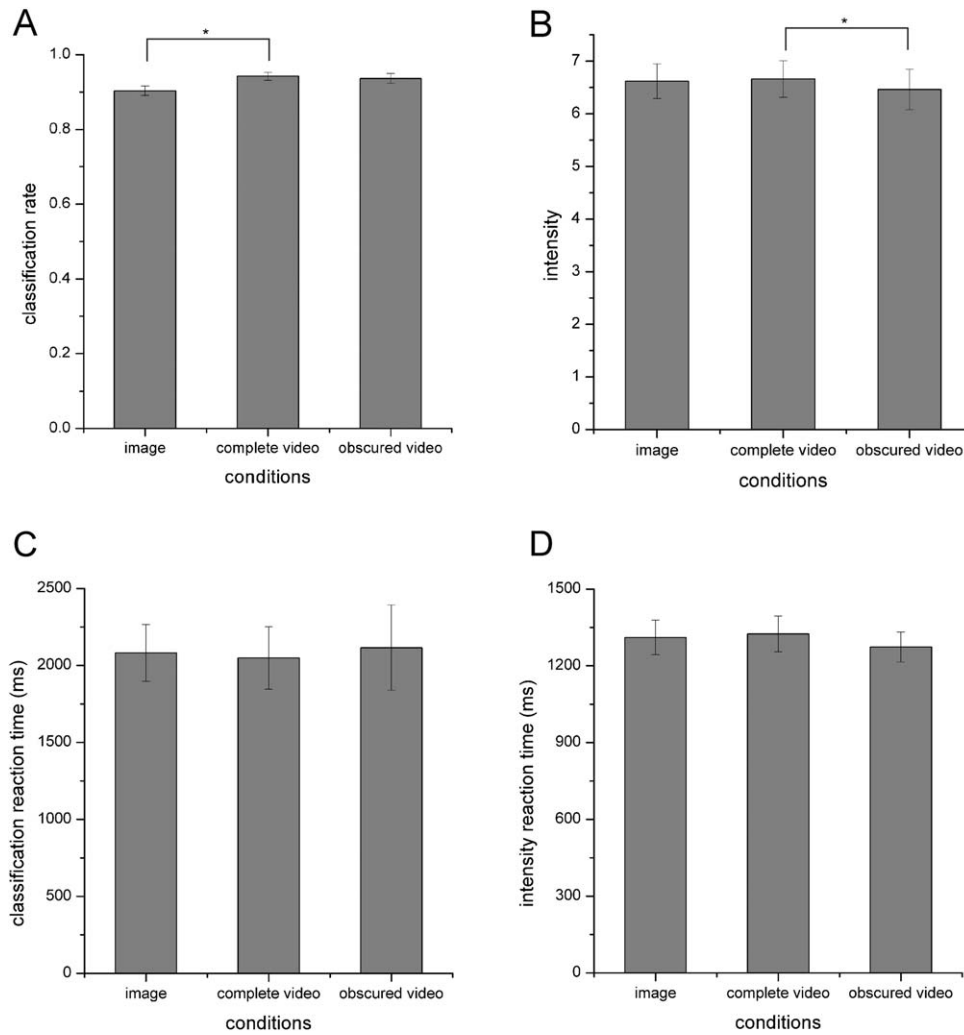 A
*
1.0
0.8
0.6
0.4
0.2
0.0
classification rate
image complete video obscured video
conditions
B
*
7
6
5
4
3
2
1
0
intensity
image complete video obscured video
conditions
C
2500
2000
1500
1000
500
0
classification reaction time (ms)
image complete video obscured video
conditions
D
1500
1200
900
600
300
0
intensity reaction time (ms)
image complete video obscured video
conditions